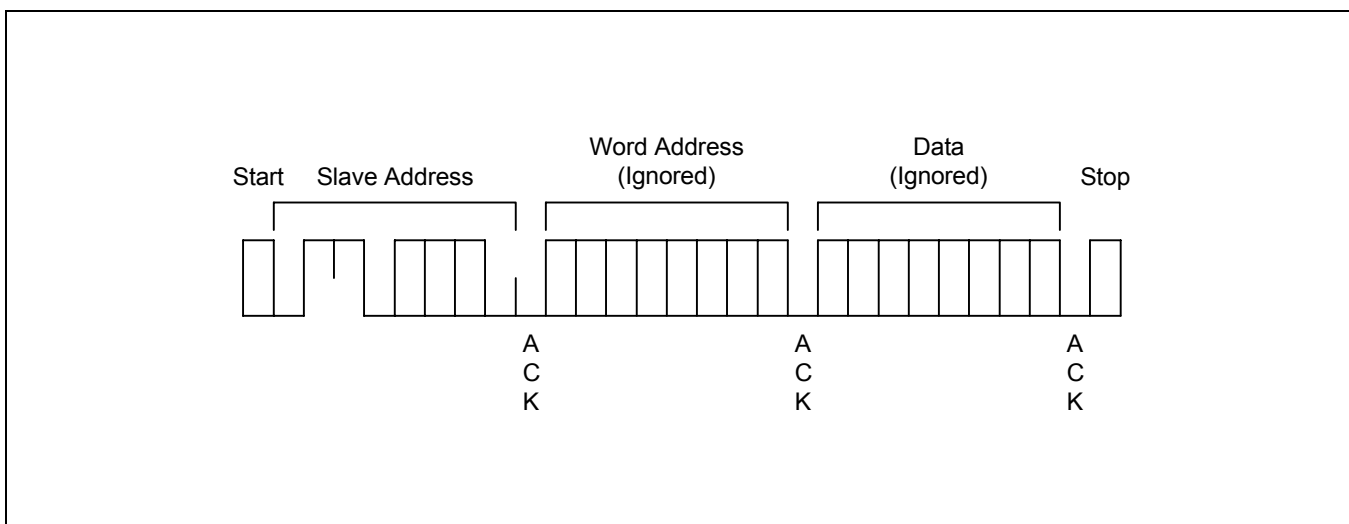 Start
Slave Address
Word Address
(Ignored)
Data
(Ignored)
Stop
A
C
K
A
C
K
A
C
K